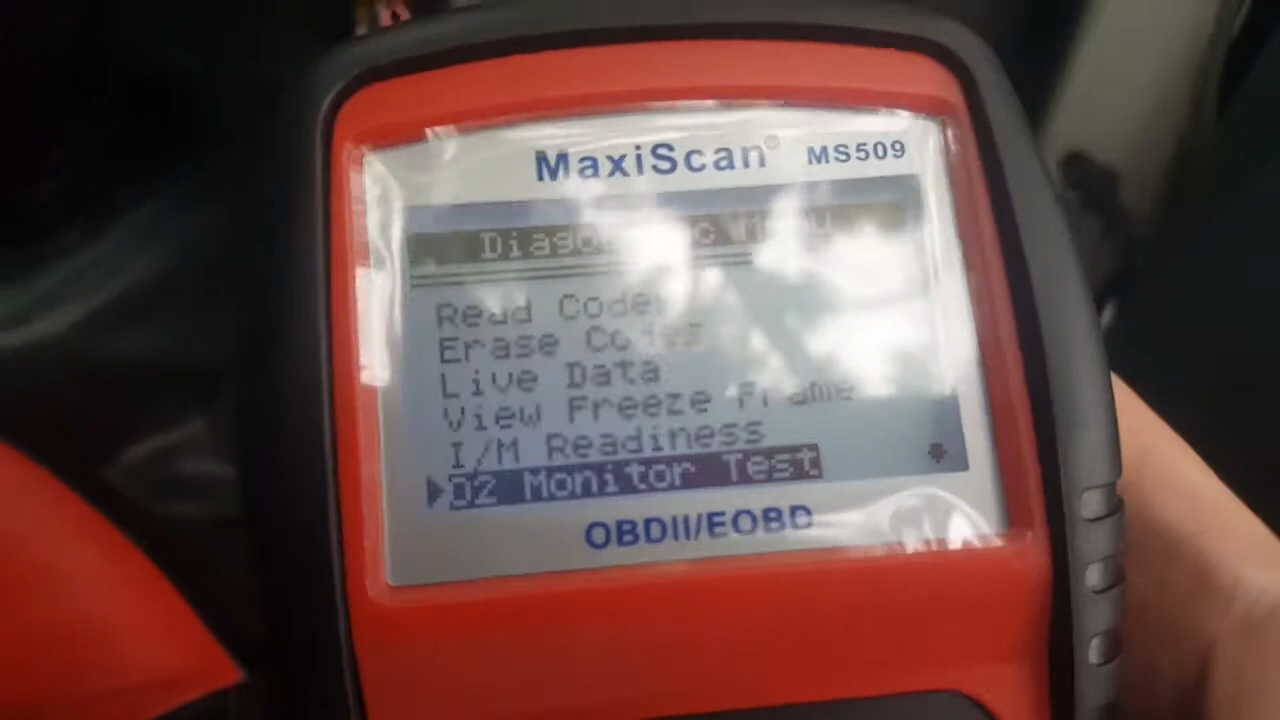 MaxiScan® MS509
Diagnostic Menu
Read Codes
Erase Codes
Live Data
View Freeze Frame
I/M Readiness
O2 Monitor Test
OBDII/EOBD